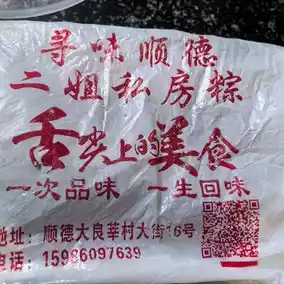 寻味顺德
二姐私房粽
舌尖上的美食
一次品味 一生回味
地址：顺德大良莘村大街16号
电话：15986097639